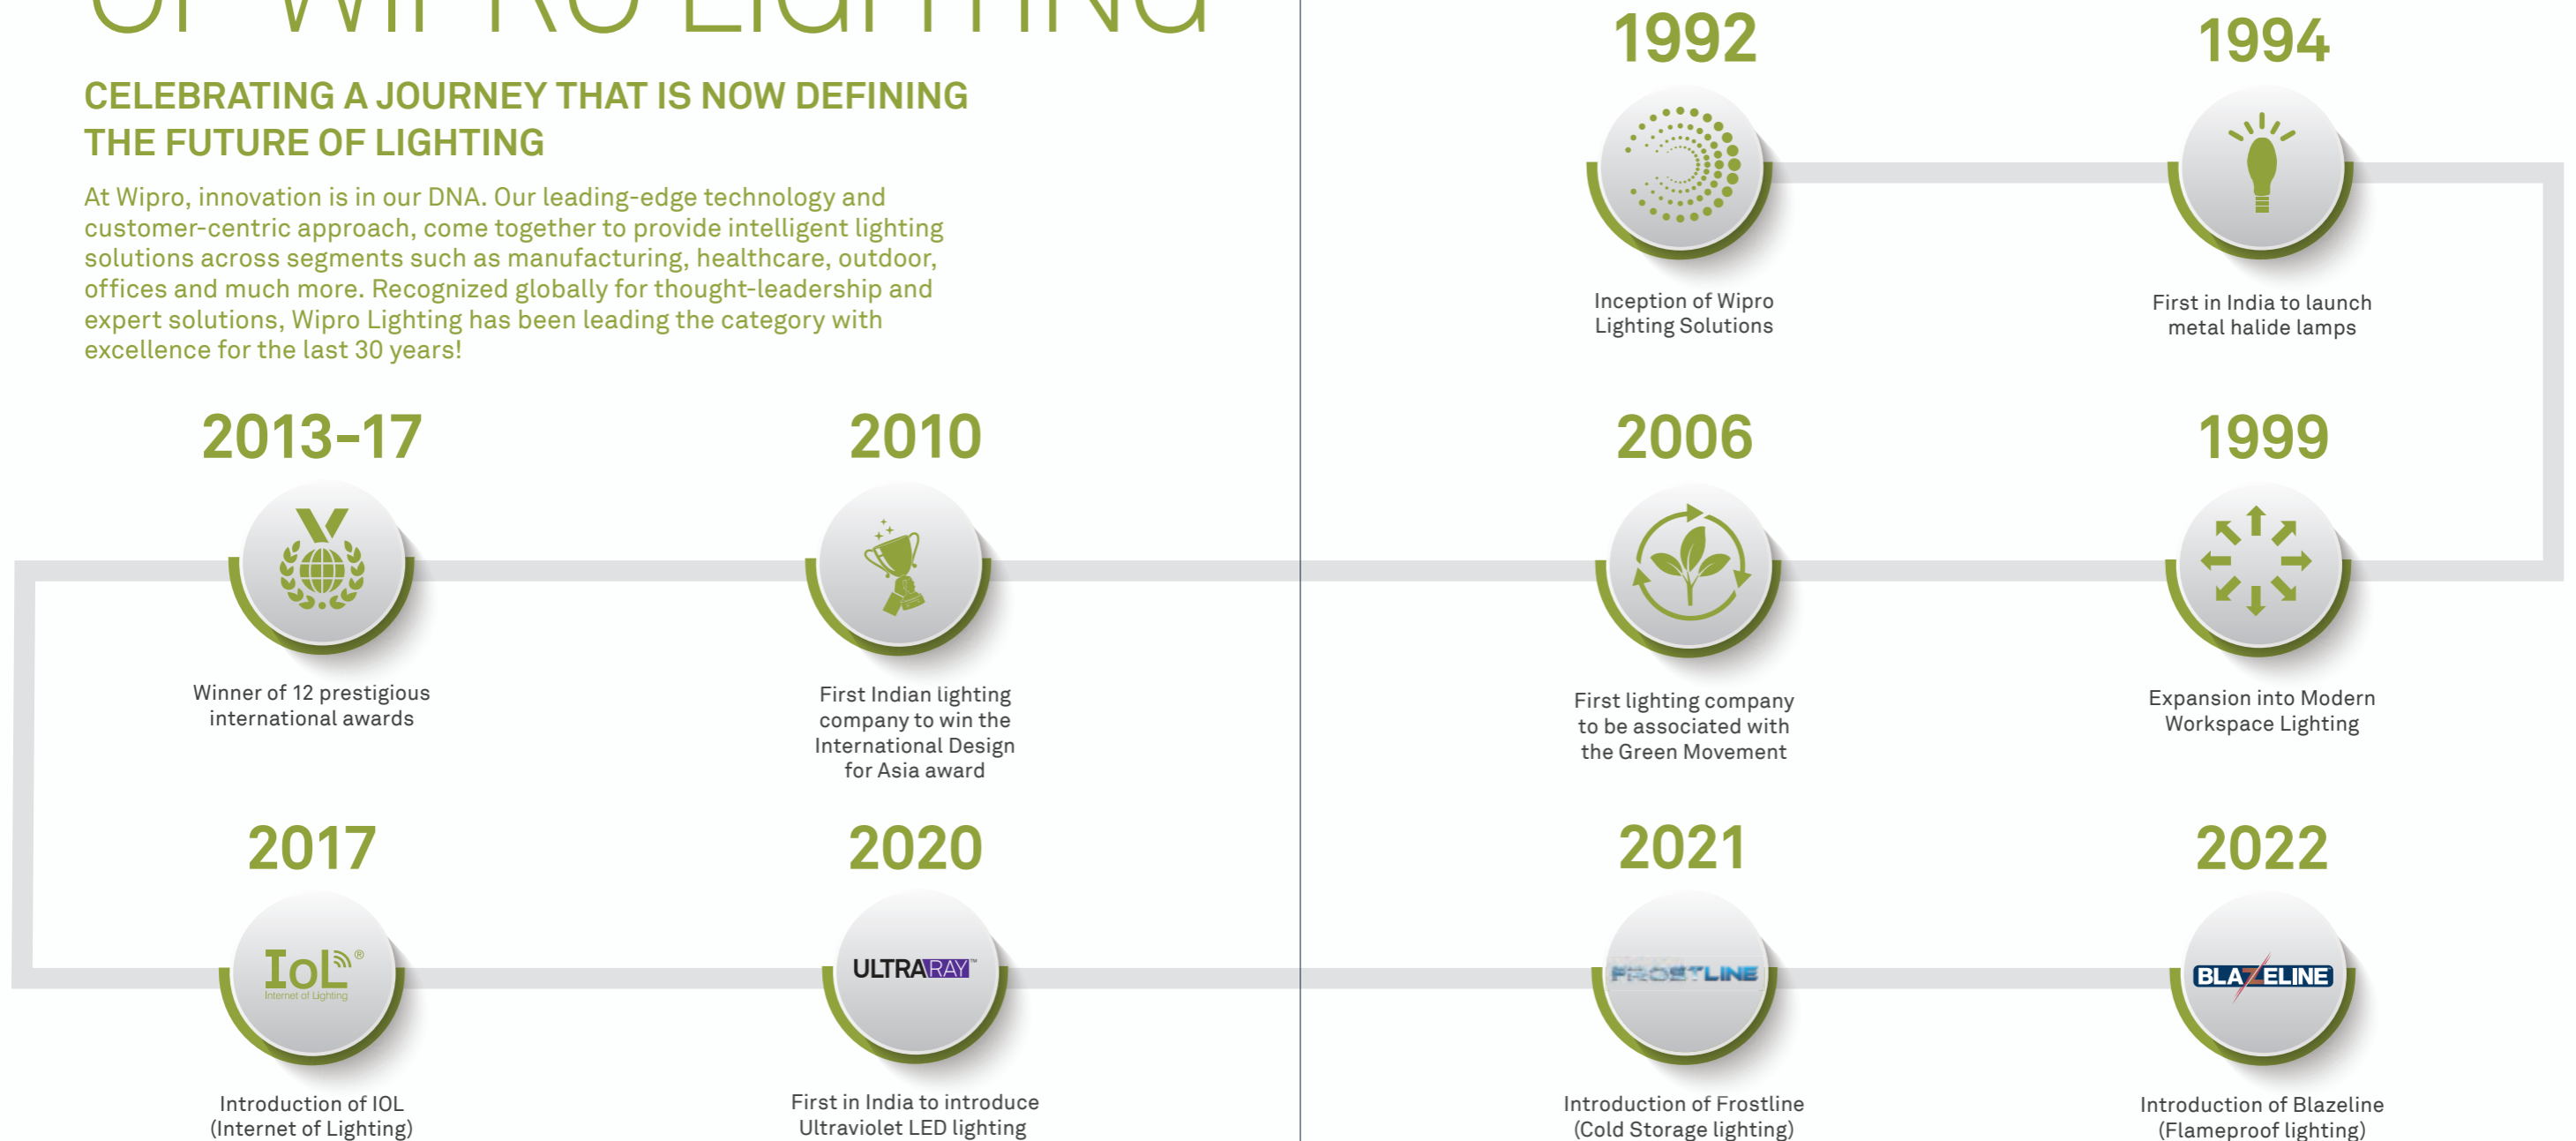 OF WIPRO LIGHTING
CELEBRATING A JOURNEY THAT IS NOW DEFINING
THE FUTURE OF LIGHTING
At Wipro, innovation is in our DNA. Our leading-edge technology and
customer-centric approach, come together to provide intelligent lighting
solutions across segments such as manufacturing, healthcare, outdoor,
offices and much more. Recognized globally for thought-leadership and
expert solutions, Wipro Lighting has been leading the category with
excellence for the last 30 years!
1992
Inception of Wipro
Lighting Solutions
1994
First in India to launch
metal halide lamps
1999
Expansion into Modern
Workspace Lighting
2006
First lighting company
to be associated with
the Green Movement
2010
First Indian lighting
company to win the
International Design
for Asia award
2013-17
Winner of 12 prestigious
international awards
2017
IoL®
Internet of Lighting
Introduction of IOL
(Internet of Lighting)
2020
ULTRARAY™
First in India to introduce
Ultraviolet LED lighting
2021
FROSTLINE
Introduction of Frostline
(Cold Storage lighting)
2022
BLAZELINE
Introduction of Blazeline
(Flameproof lighting)